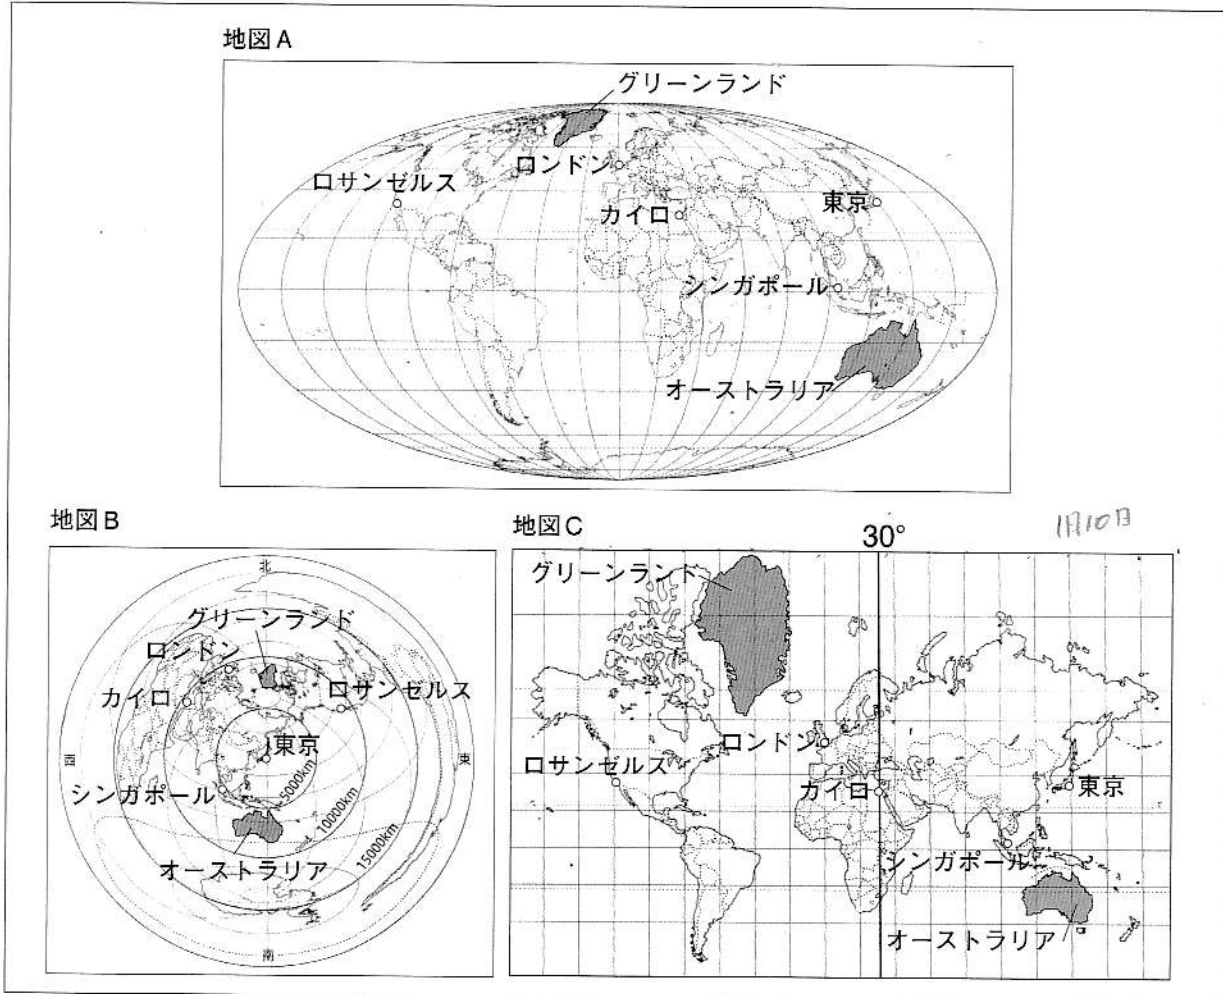 地図A
グリーンランド
ロンドン
ロサンゼルス
カイロ
東京
シンガポール
オーストラリア
地図B
北
グリーンランド
ロンドン
カイロ
ロサンゼルス
東京
西
東
シンガポール
5000km
10000km
15000km
オーストラリア
南
地図C
30°
1月10日
グリーンランド
ロンドン
ロサンゼルス
カイロ
東京
シンガポール
オーストラリア